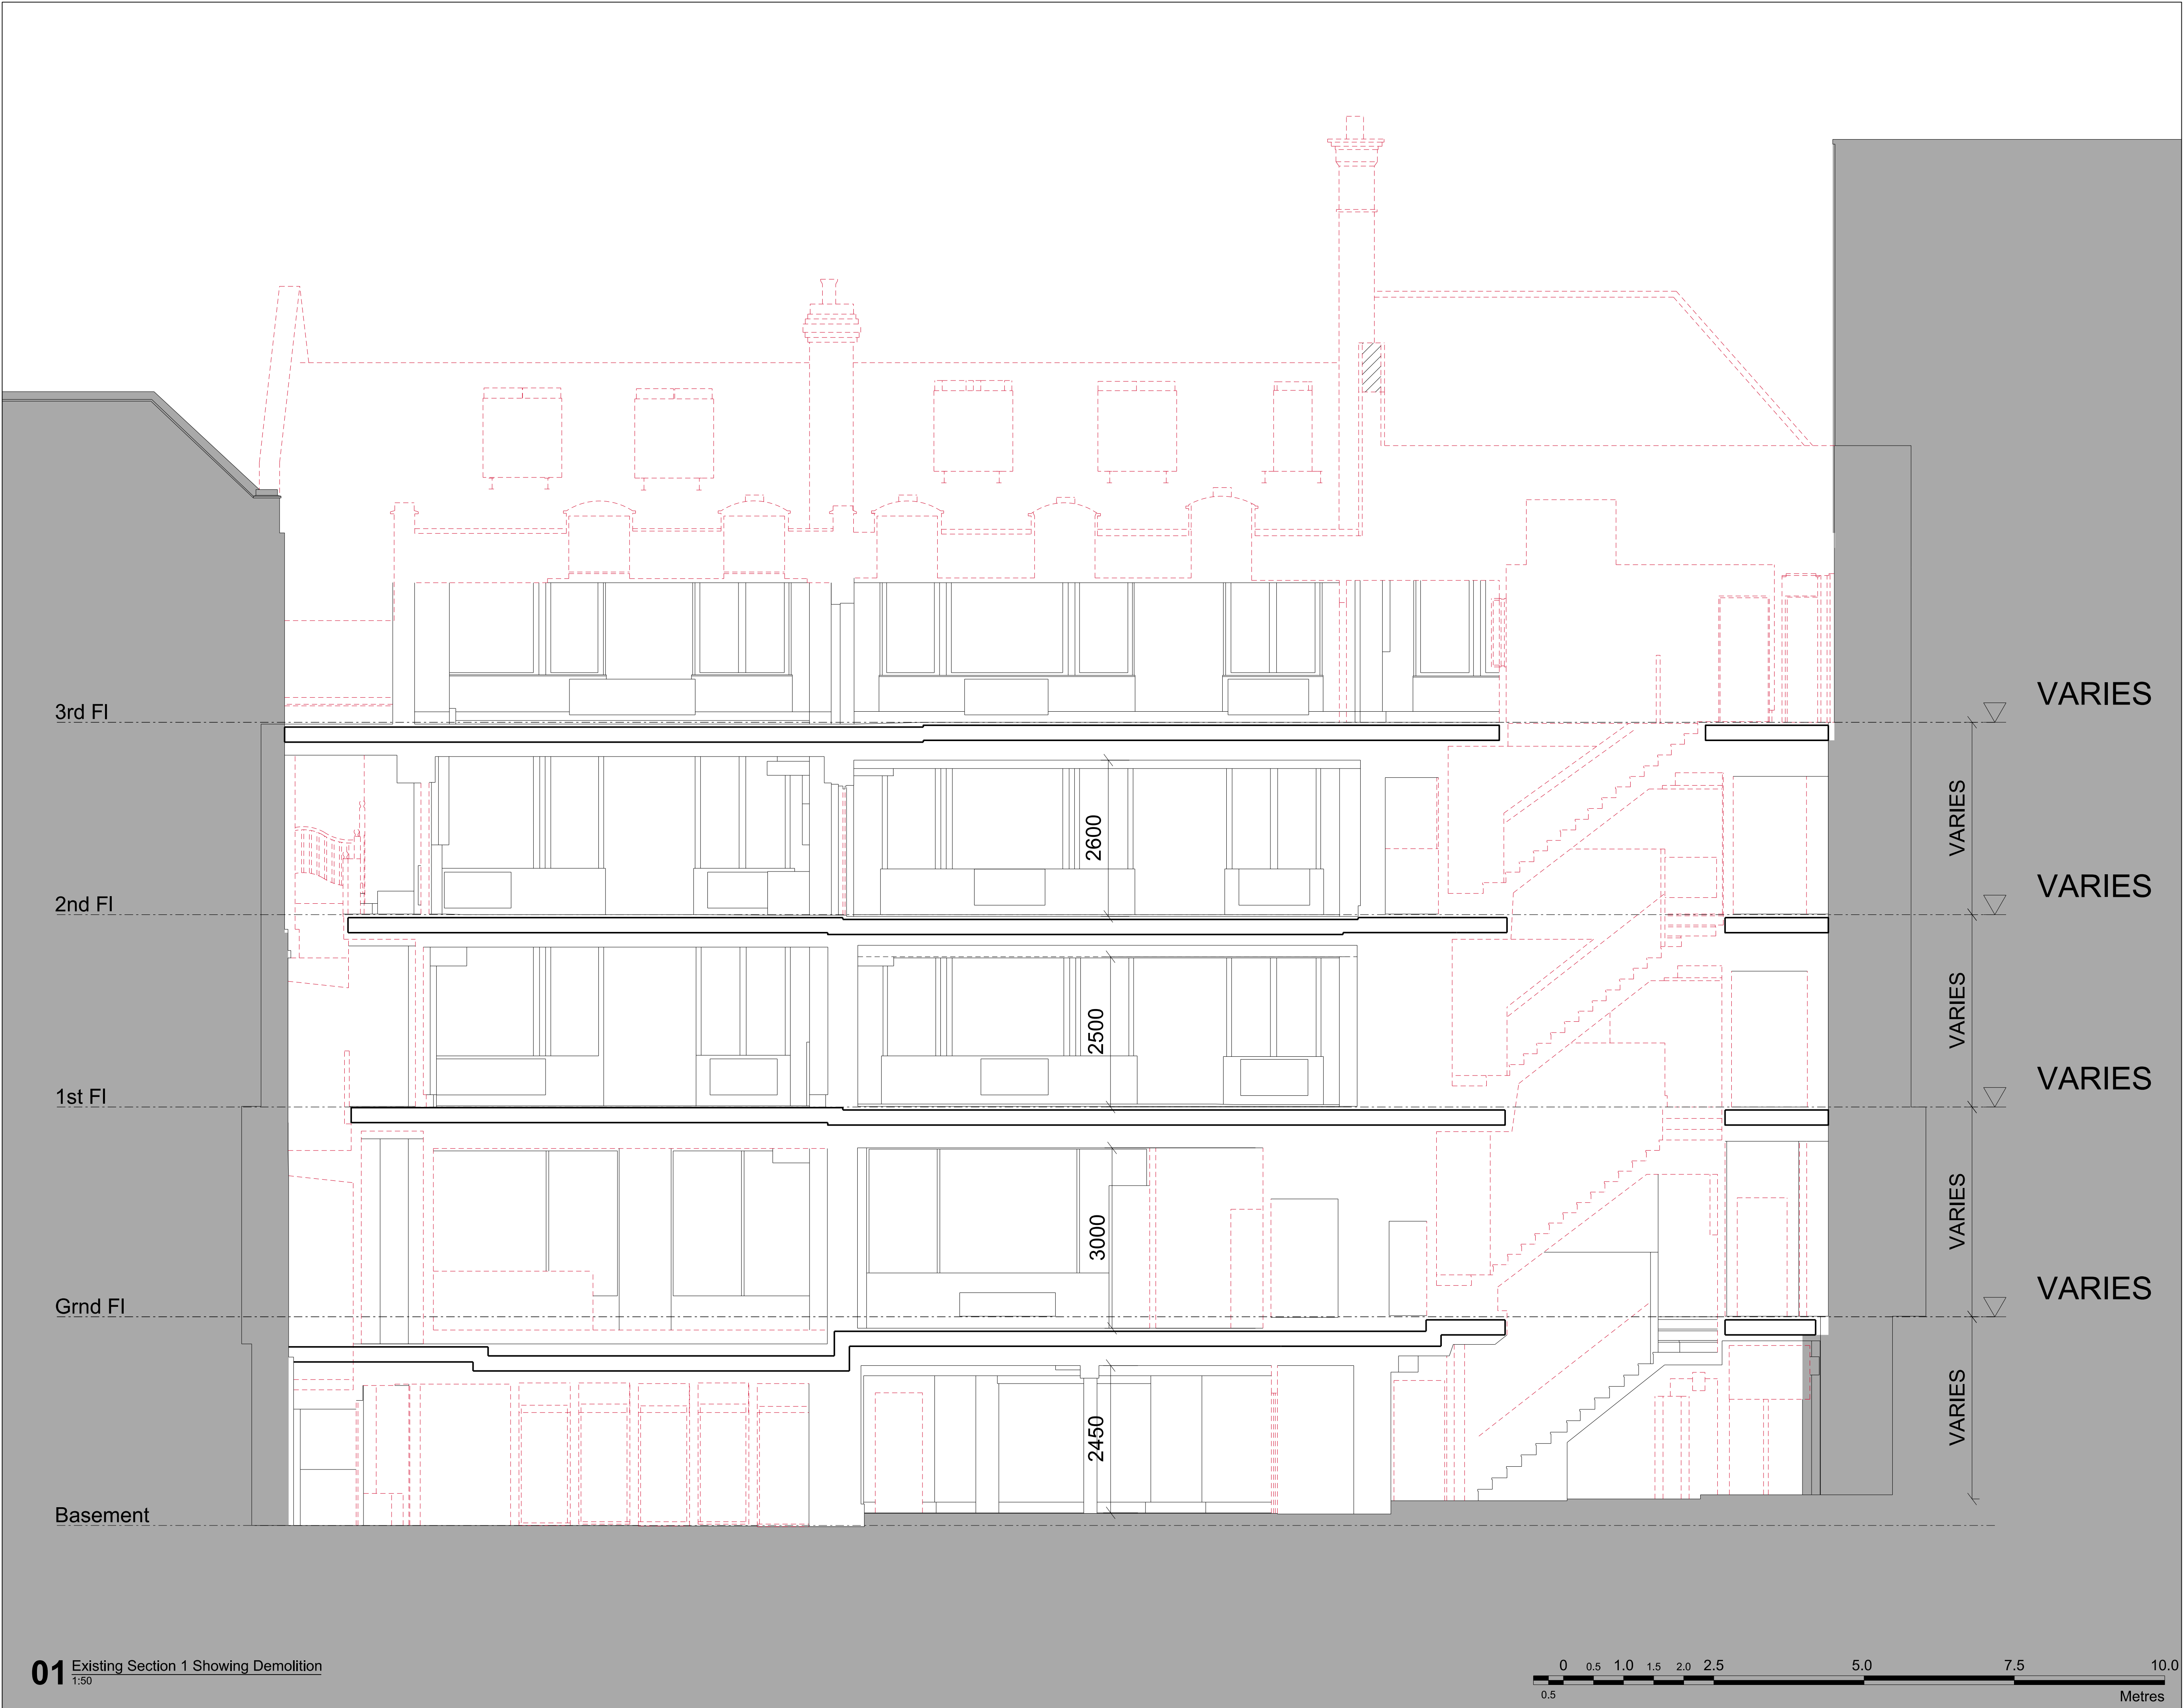 3rd Fl
VARIES
VARIES
2600
2nd Fl
VARIES
VARIES
2500
1st Fl
VARIES
VARIES
3000
Grnd Fl
VARIES
VARIES
2450
Basement
01 Existing Section 1 Showing Demolition
1:50
0 0.5 1.0 1.5 2.0 2.5 5.0 7.5 10.0
0.5
Metres